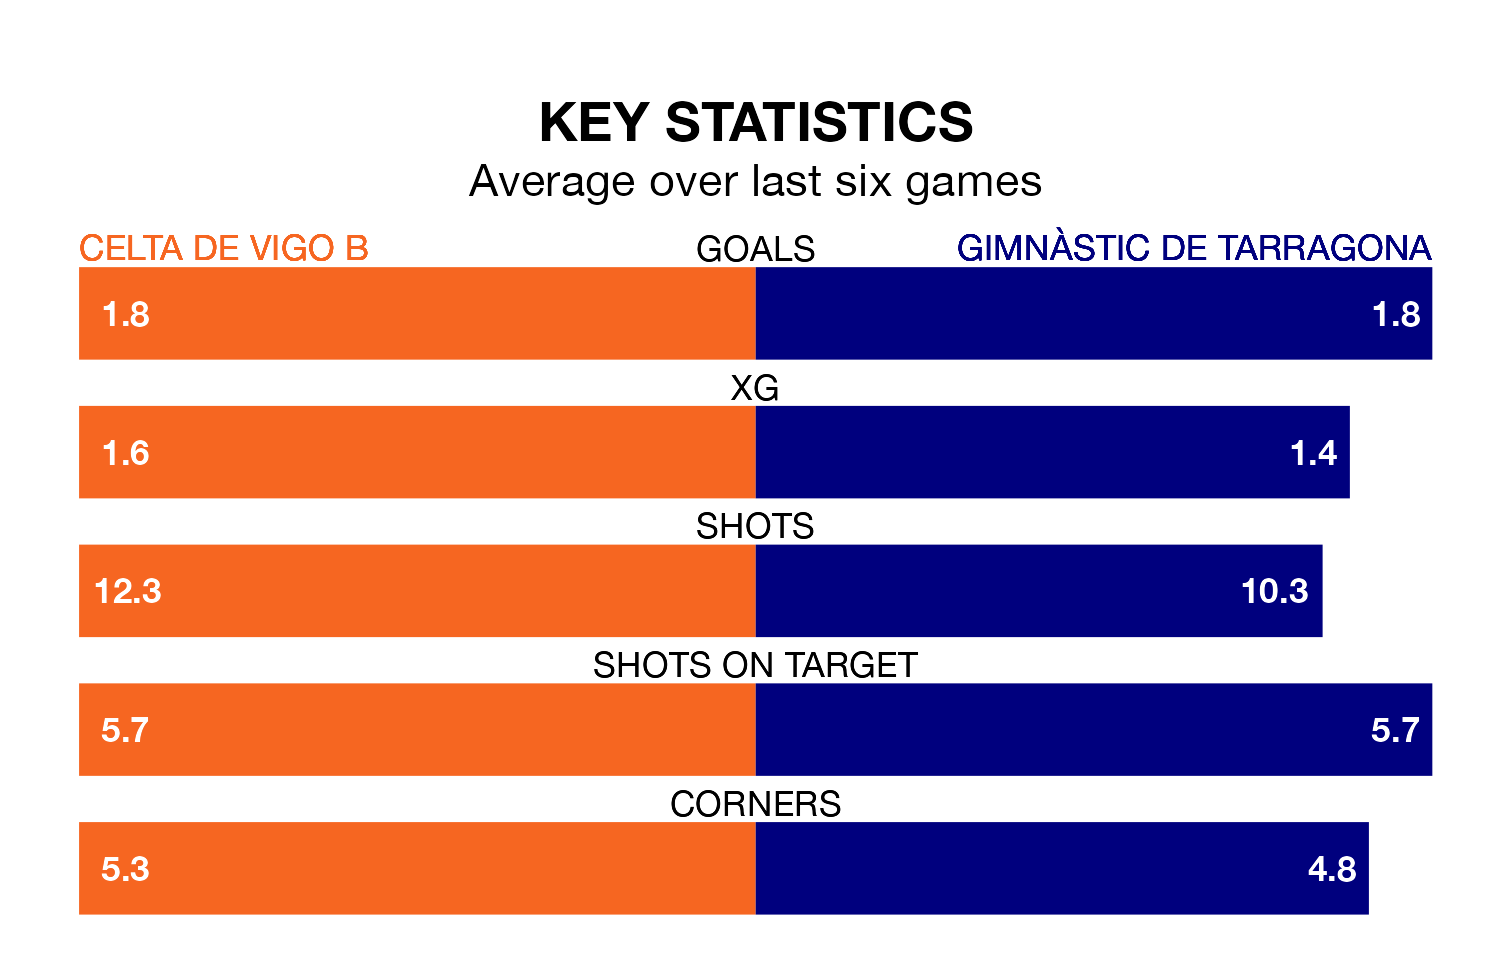 KEY STATISTICS
Average over last six games
CELTA DE VIGO B GOALS GIMNÀSTIC DE TARRAGONA
1.8 1.8
XG
1.6 1.4
SHOTS
12.3 10.3
SHOTS ON TARGET
5.7 5.7
CORNERS
5.3 4.8